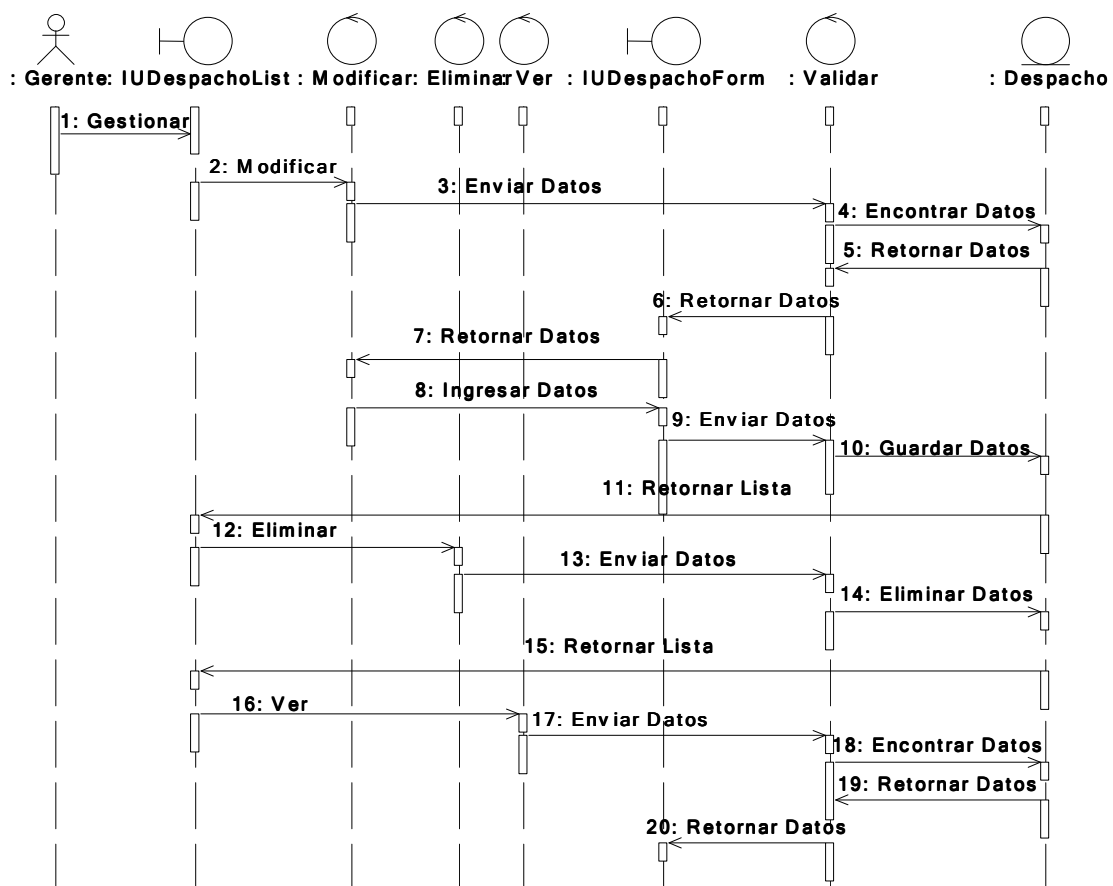 : Gerente
: IUDespachoList
: Modificar
: Eliminar
: Ver
: IUDespachoForm
: Validar
: Despacho
1: Gestionar
2: Modificar
3: Enviar Datos
4: Encontrar Datos
5: Retornar Datos
6: Retornar Datos
7: Retornar Datos
8: Ingresar Datos
9: Enviar Datos
10: Guardar Datos
11: Retornar Lista
12: Eliminar
13: Enviar Datos
14: Eliminar Datos
15: Retornar Lista
16: Ver
17: Enviar Datos
18: Encontrar Datos
19: Retornar Datos
20: Retornar Datos